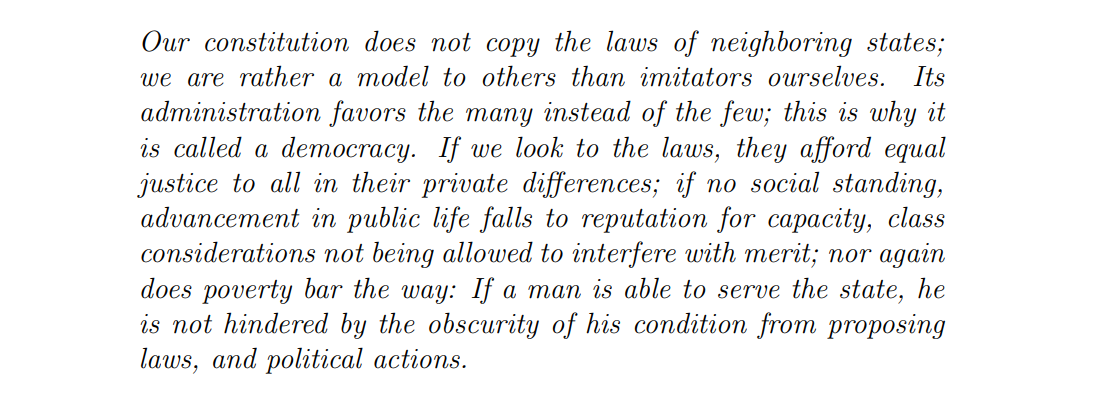 Our constitution does not copy the laws of neighboring states;
we are rather a model to others than imitators ourselves. Its
administration favors the many instead of the few; this is why it
is called a democracy. If we look to the laws, they afford equal
justice to all in their private differences; if no social standing,
advancement in public life falls to reputation for capacity, class
considerations not being allowed to interfere with merit; nor again
does poverty bar the way: If a man is able to serve the state, he
is not hindered by the obscurity of his condition from proposing
laws, and political actions.